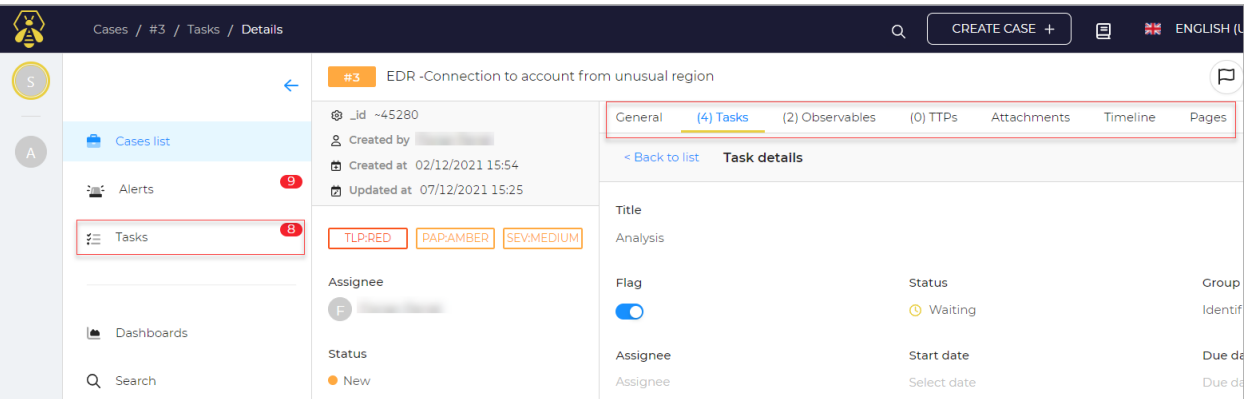 Cases / #3 / Tasks / Details
CREATE CASE +
ENGLISH (U
S
A
Cases list
Alerts
9
Tasks
8
Dashboards
Search
#3
EDR -Connection to account from unusual region
_id ~45280
Created by
Created at 02/12/2021 15:54
Updated at 07/12/2021 15:25
TLP:RED
PAP:AMBER
SEV:MEDIUM
Assignee
F
Status
New
General
(4) Tasks
(2) Observables
(0) TTPs
Attachments
Timeline
Pages
< Back to list
Task details
Title
Analysis
Flag
Status
Waiting
Group
Identif
Assignee
Assignee
Start date
Select date
Due da
Due da